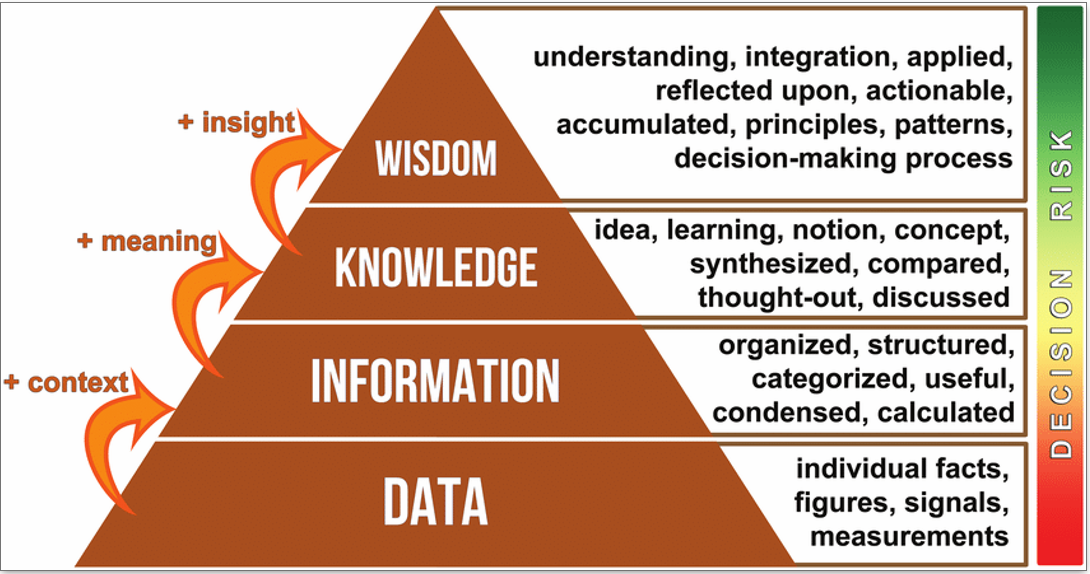 understanding, integration, applied,
reflected upon, actionable,
accumulated, principles, patterns,
decision-making process
+ insight
WISDOM
idea, learning, notion, concept,
synthesized, compared,
thought-out, discussed
+ meaning
KNOWLEDGE
organized, structured,
categorized, useful,
condensed, calculated
+ context
INFORMATION
individual facts,
figures, signals,
measurements
DATA
DECISION RISK